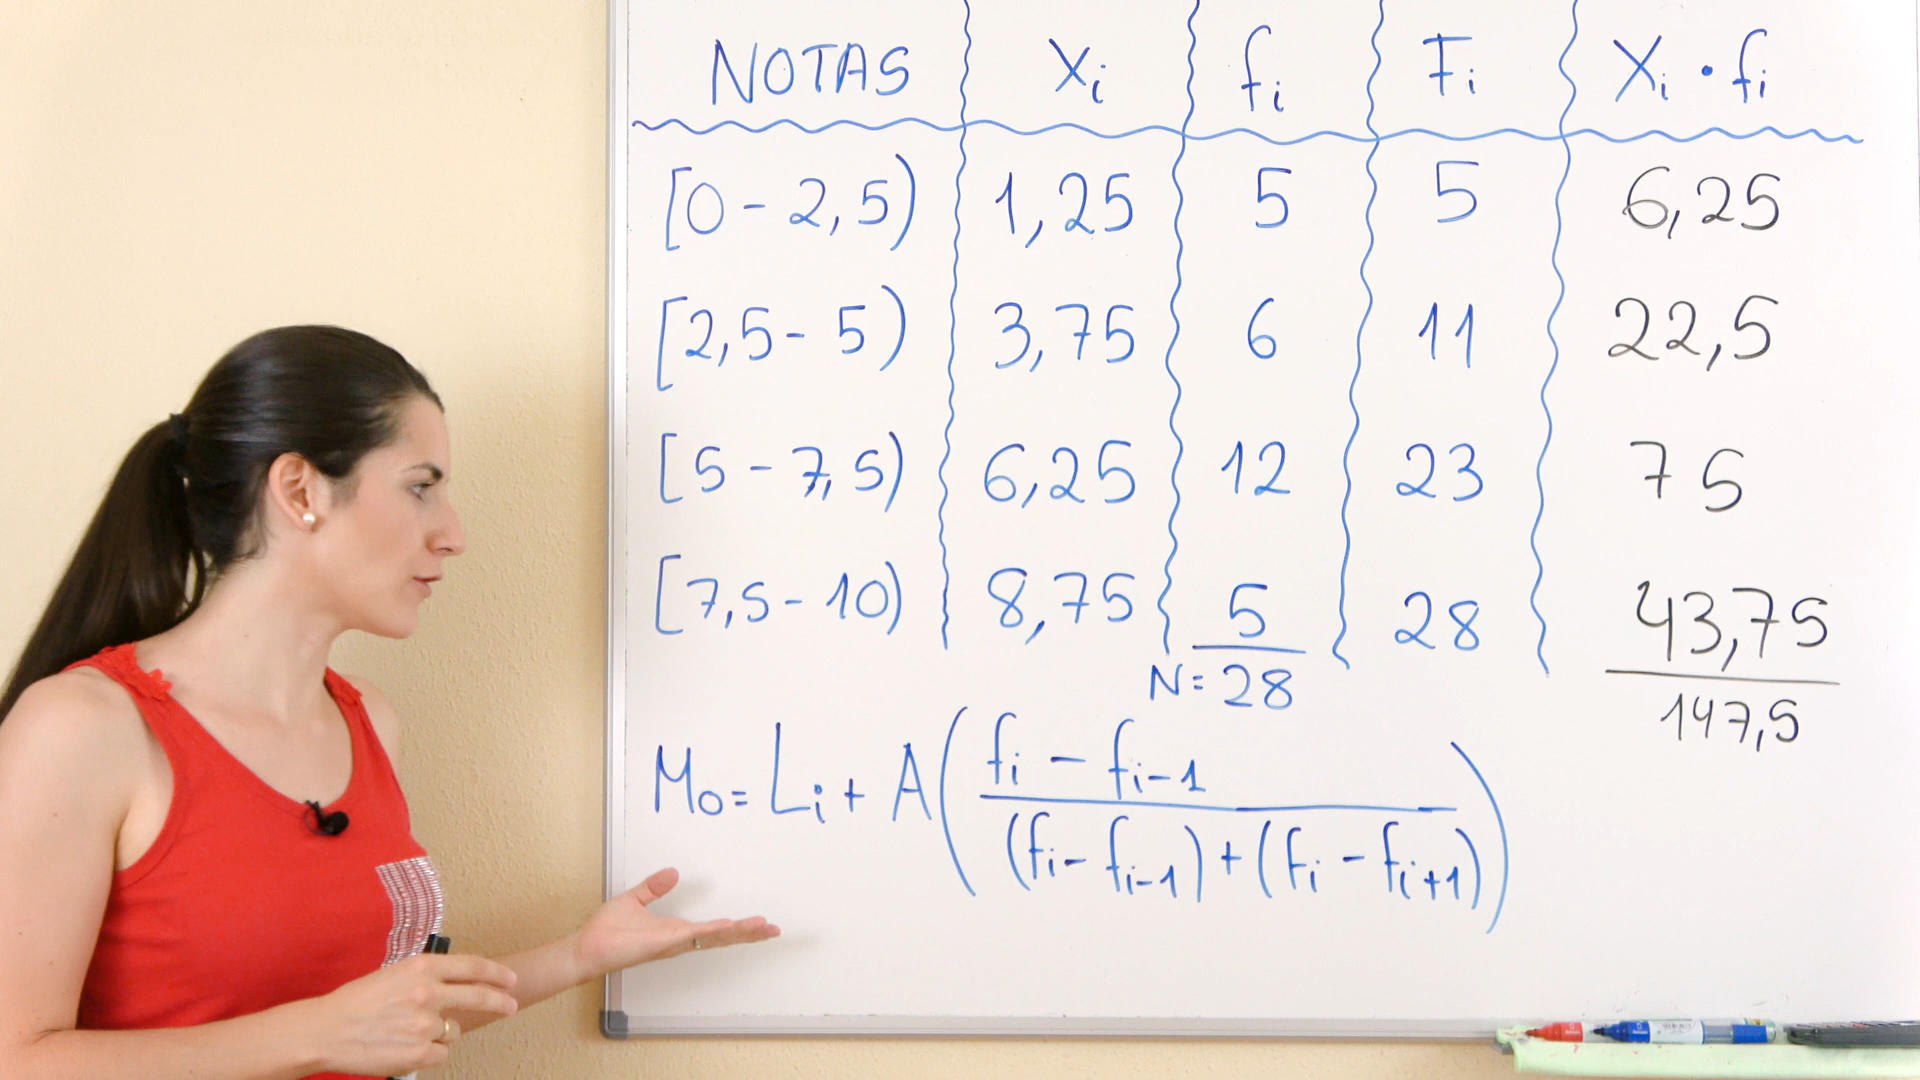 NOTAS Xi fi Fi Xi · fi
[0 - 2,5) 1,25 5 5 6,25
[2,5 - 5) 3,75 6 11 22,5
[5 - 7,5) 6,25 12 23 75
[7,5 - 10) 8,75 5 28 43,75
N = 28 147,5
Mo = Li + A( fi - fi-1
(fi - fi-1) + (fi - fi+1) )